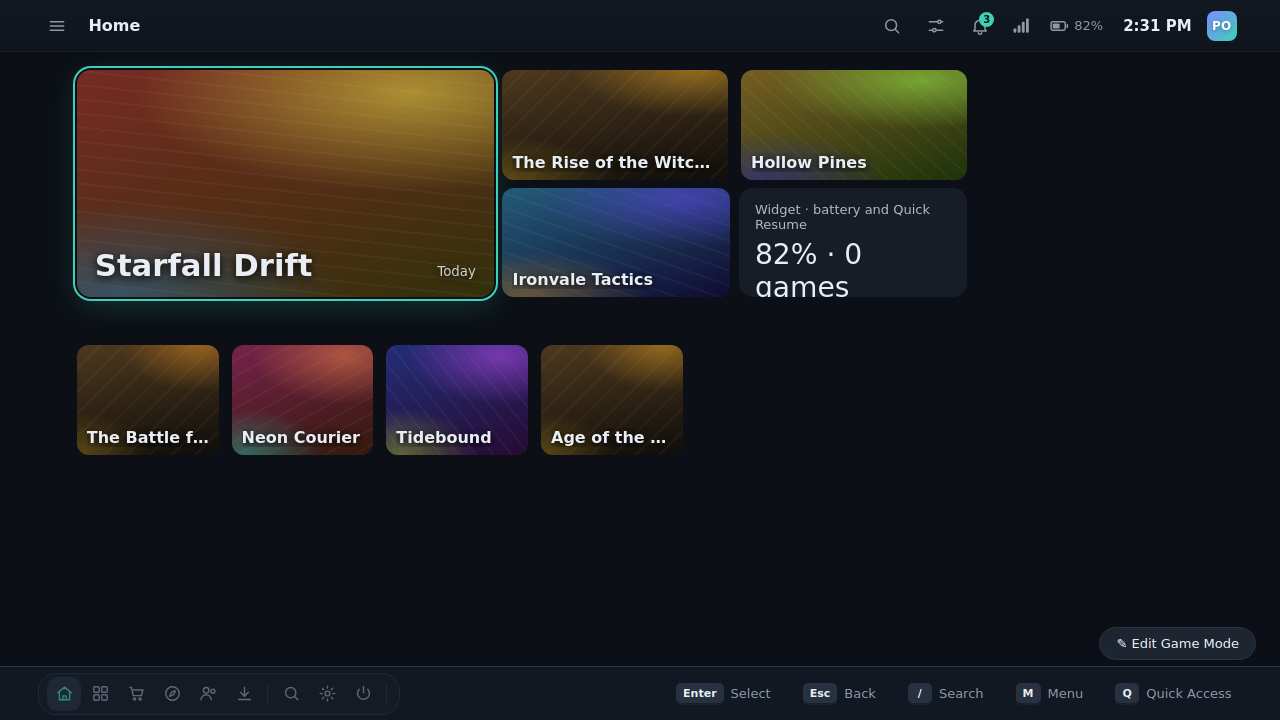 Home
3
82%
2:31 PM
PO
Starfall Drift
Today
The Rise of the Witc…
Hollow Pines
Ironvale Tactics
Widget · battery and Quick
Resume
82% · 0
games
The Battle f…
Neon Courier
Tidebound
Age of the …
✎ Edit Game Mode
Enter Select
Esc Back
/ Search
M Menu
Q Quick Access